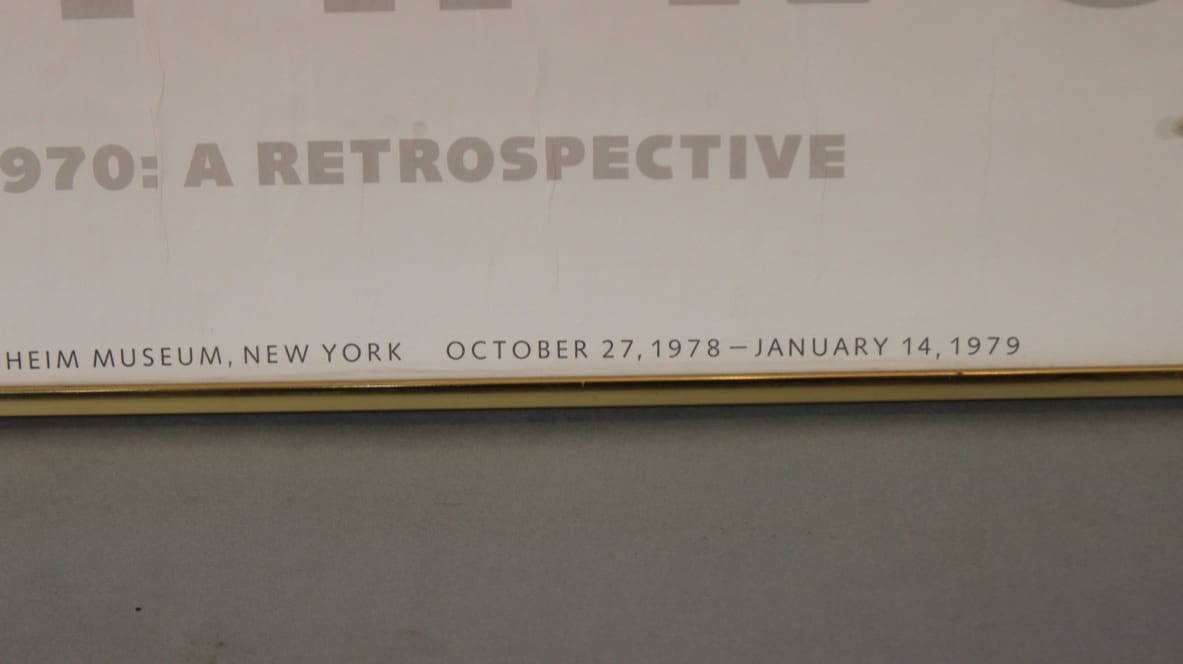 970: A RETROSPECTIVE
HEIM MUSEUM, NEW YORK OCTOBER 27, 1978–JANUARY 14, 1979